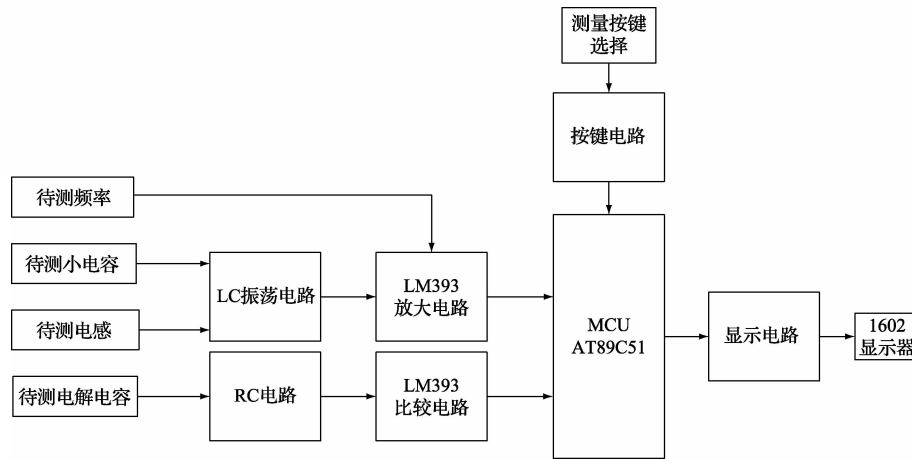 测量按键
选择
按键电路
待测频率
待测小电容
待测电感
待测电解电容
LC振荡电路
RC电路
LM393
放大电路
LM393
比较电路
MCU
AT89C51
显示电路
1602
显示器